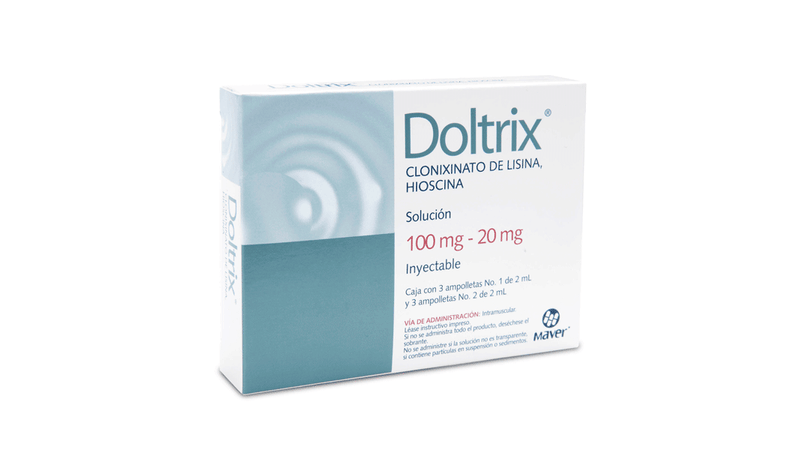 Doltrix
Doltrix®
CLONIXINATO DE LISINA,
HIOSCINA
Solución
100 mg - 20 mg
Inyectable
Caja con 3 ampolletas No. 1 de 2 mL
y 3 ampolletas No. 2 de 2 mL
VÍA DE ADMINISTRACIÓN: Intramuscular.
Léase instructivo impreso.
Si no se administra todo el producto, deséchese el
sobrante.
No se administre si la solución no es transparente,
si contiene partículas en suspensión o sedimentos.
Maver
Doltrix®